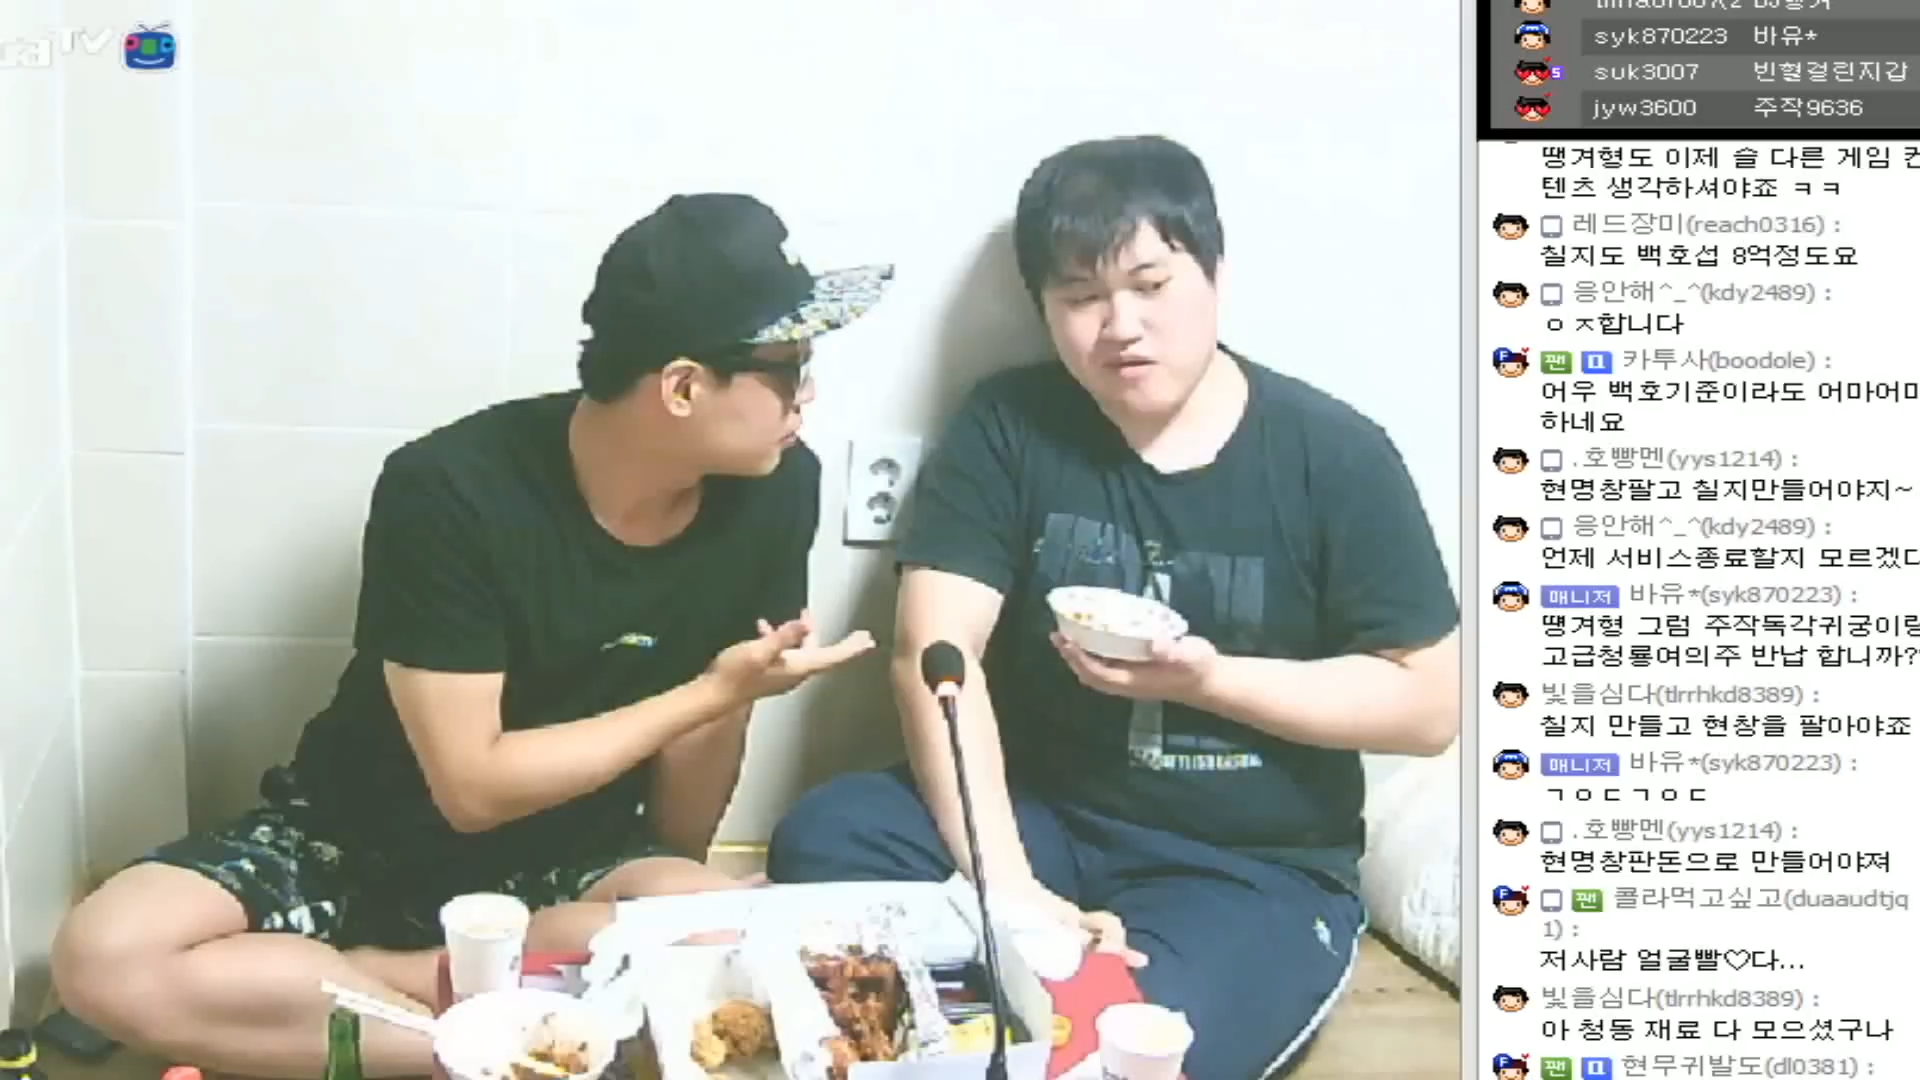 TV
syk870223 바유*
suk3007 빈혈걸린지갑
jyw3600 주작9636
땡겨형도 이제 슬 다른 게임 컨
텐츠 생각하셔야죠 ㅋㅋ
레드장미(reach0316) :
칠지도 백호섭 8억정도요
응안해^_^(kdy2489) :
ㅇㅈ합니다
팬 카투사(boodole) :
어우 백호기준이라도 어마어마
하네요
.호빵멘(yys1214) :
현명창팔고 칠지만들어야지~
응안해^_^(kdy2489) :
언제 서비스종료할지 모르겠다
매니저 바유*(syk870223) :
땡겨형 그럼 주작독각귀궁이랑
고급청룡여의주 반납 합니까?
빛을심다(tlrrhkd8389) :
칠지 만들고 현창을 팔아야죠
매니저 바유*(syk870223) :
ㄱㅇㄷㄱㅇㄷ
.호빵멘(yys1214) :
현명창판돈으로 만들어야져
팬 콜라먹고싶고(duaaudtjq
1) :
저사람 얼굴빨♡다...
빛을심다(tlrrhkd8389) :
아 청동 재료 다 모으셨구나
팬 현무귀발도(dl0381) :